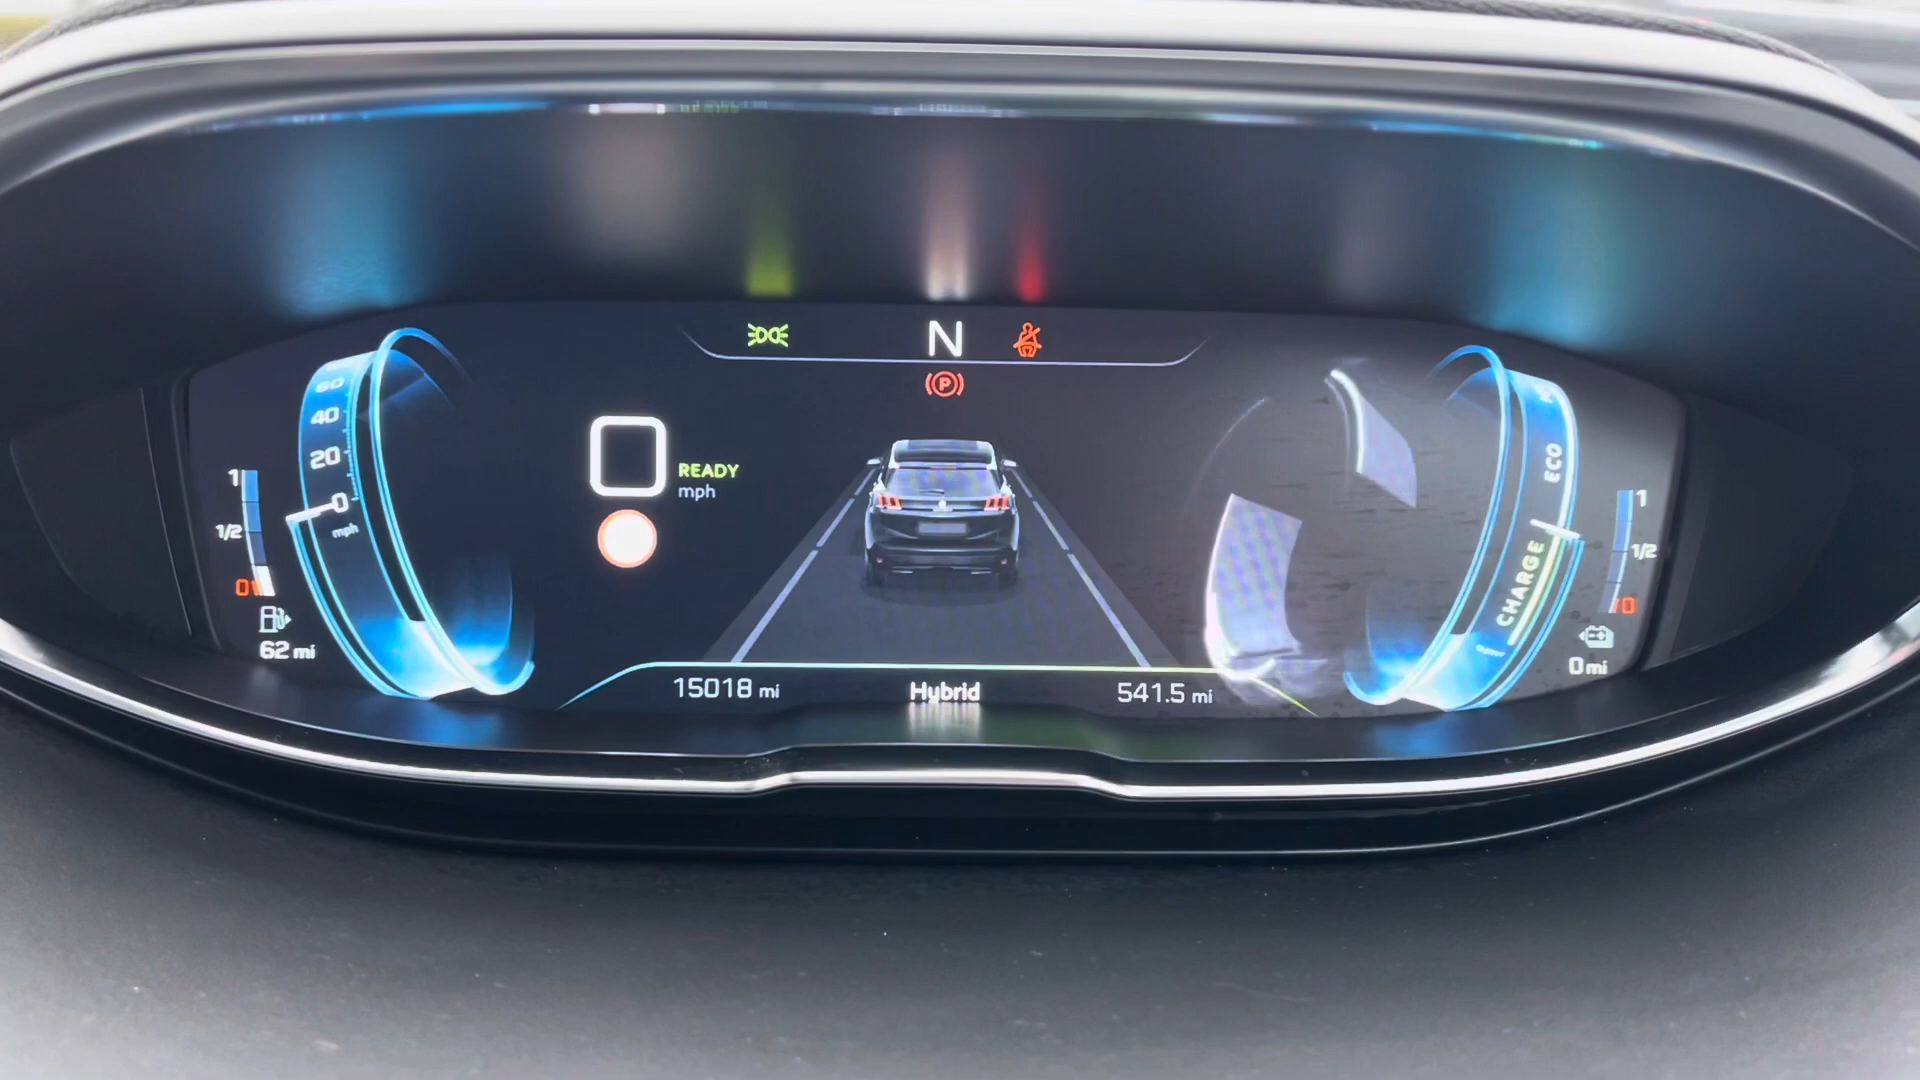 N
P
60
40
20
0
mph
1
1/2
0
62 mi
0
READY
mph
ECO
CHARGE
1
1/2
0
0 mi
15018 mi
Hybrid
541.5 mi